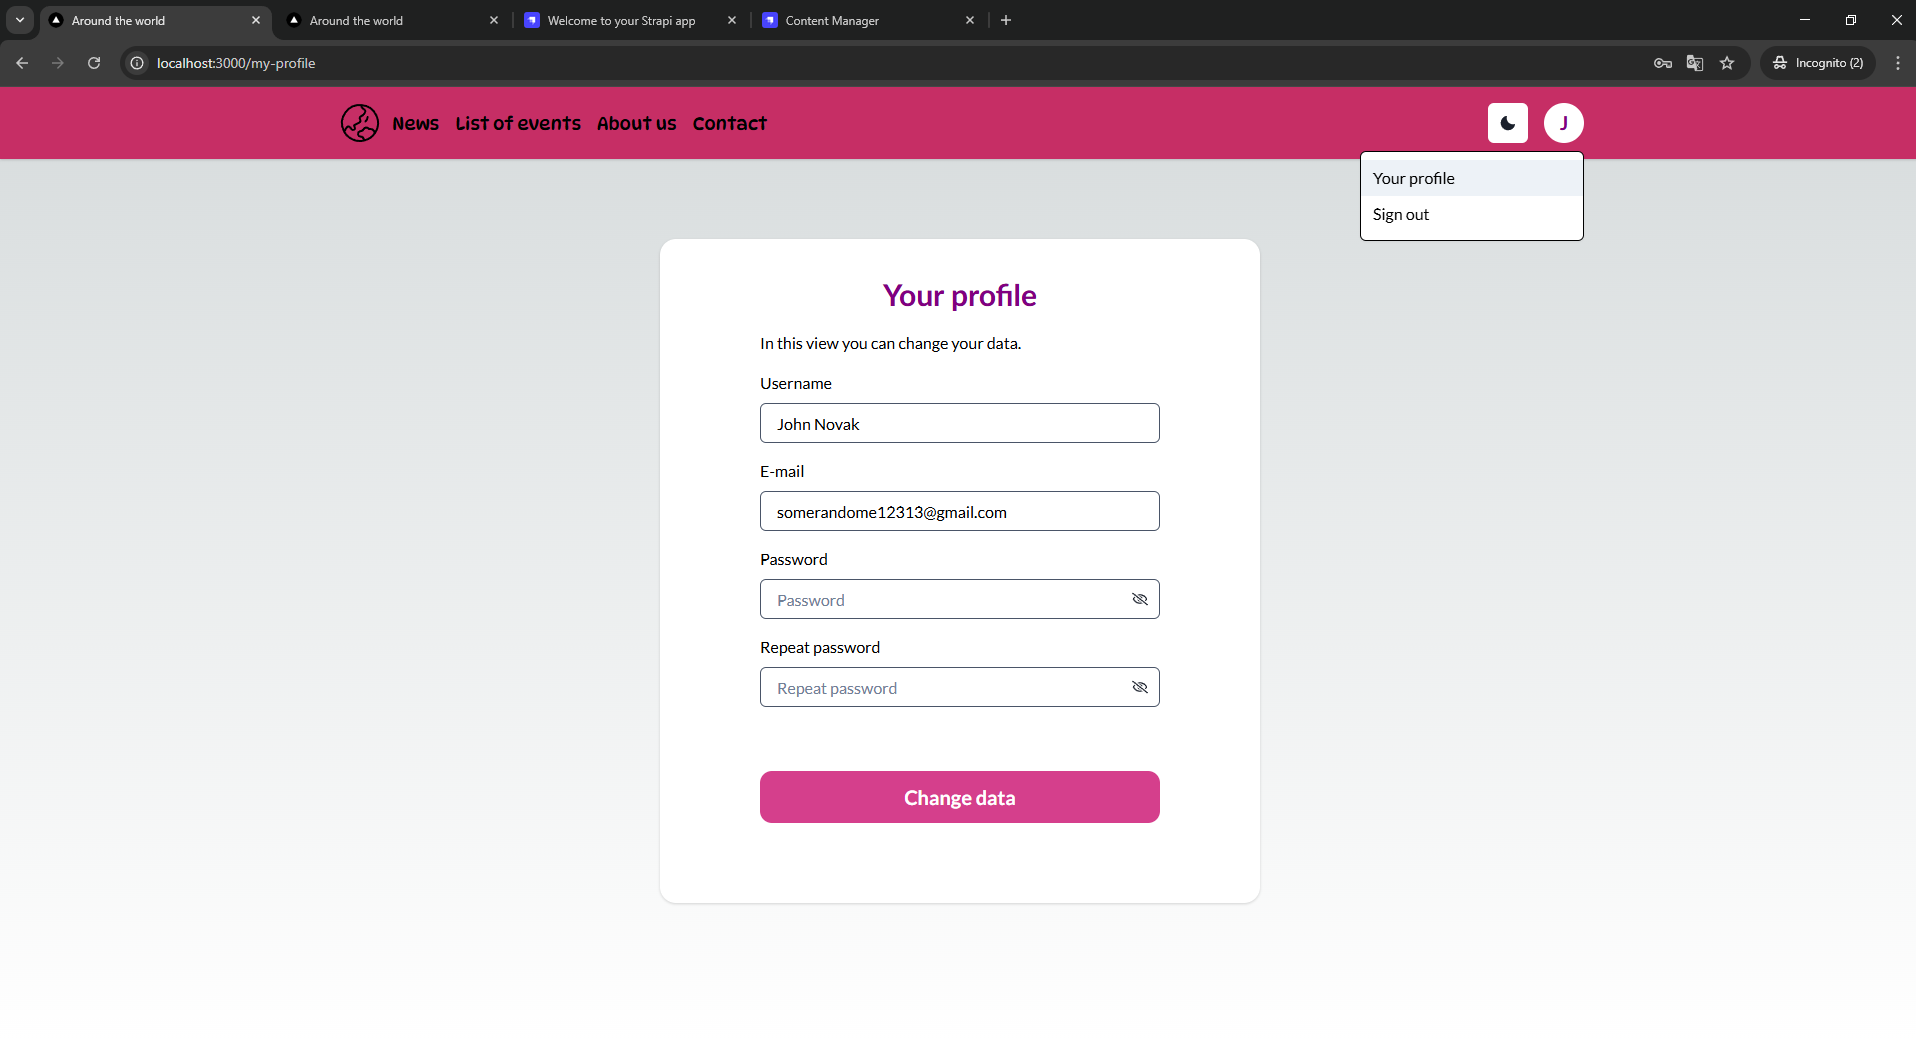 Around the world
Around the world
Welcome to your Strapi app
Content Manager
localhost:3000/my-profile
Incognito (2)
News List of events About us Contact
J
Your profile
Sign out
Your profile
In this view you can change your data.
Username
John Novak
E-mail
somerandome12313@gmail.com
Password
Password
Repeat password
Repeat password
Change data